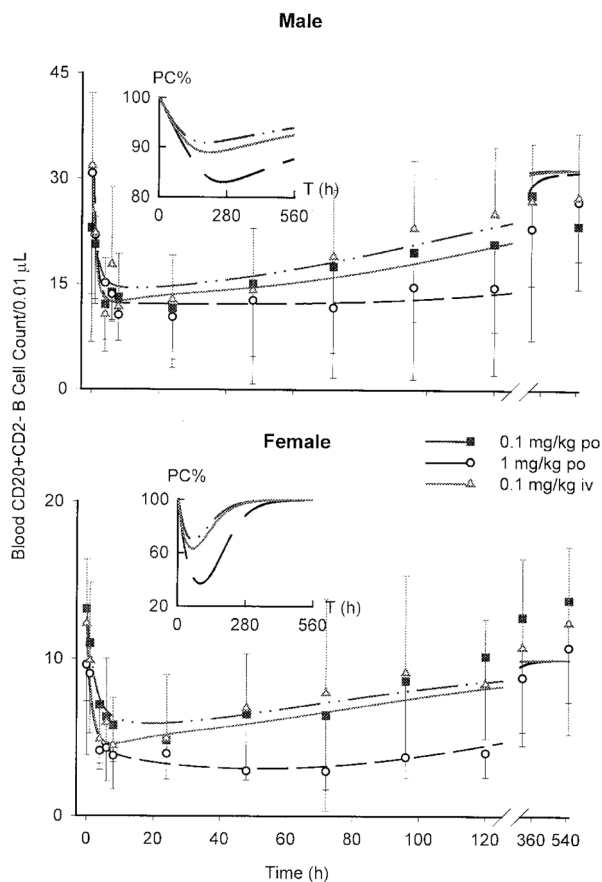 Male
45
30
15
0
PC%
100
90
80
0
280
560
T (h)
Blood CD20+CD2- B Cell Count/0.01 µL
Female
0.1 mg/kg po
1 mg/kg po
0.1 mg/kg iv
20
10
0
PC%
100
80
60
40
20
0
280
560
T (h)
0 20 40 60 80 100 120 360 540
Time (h)